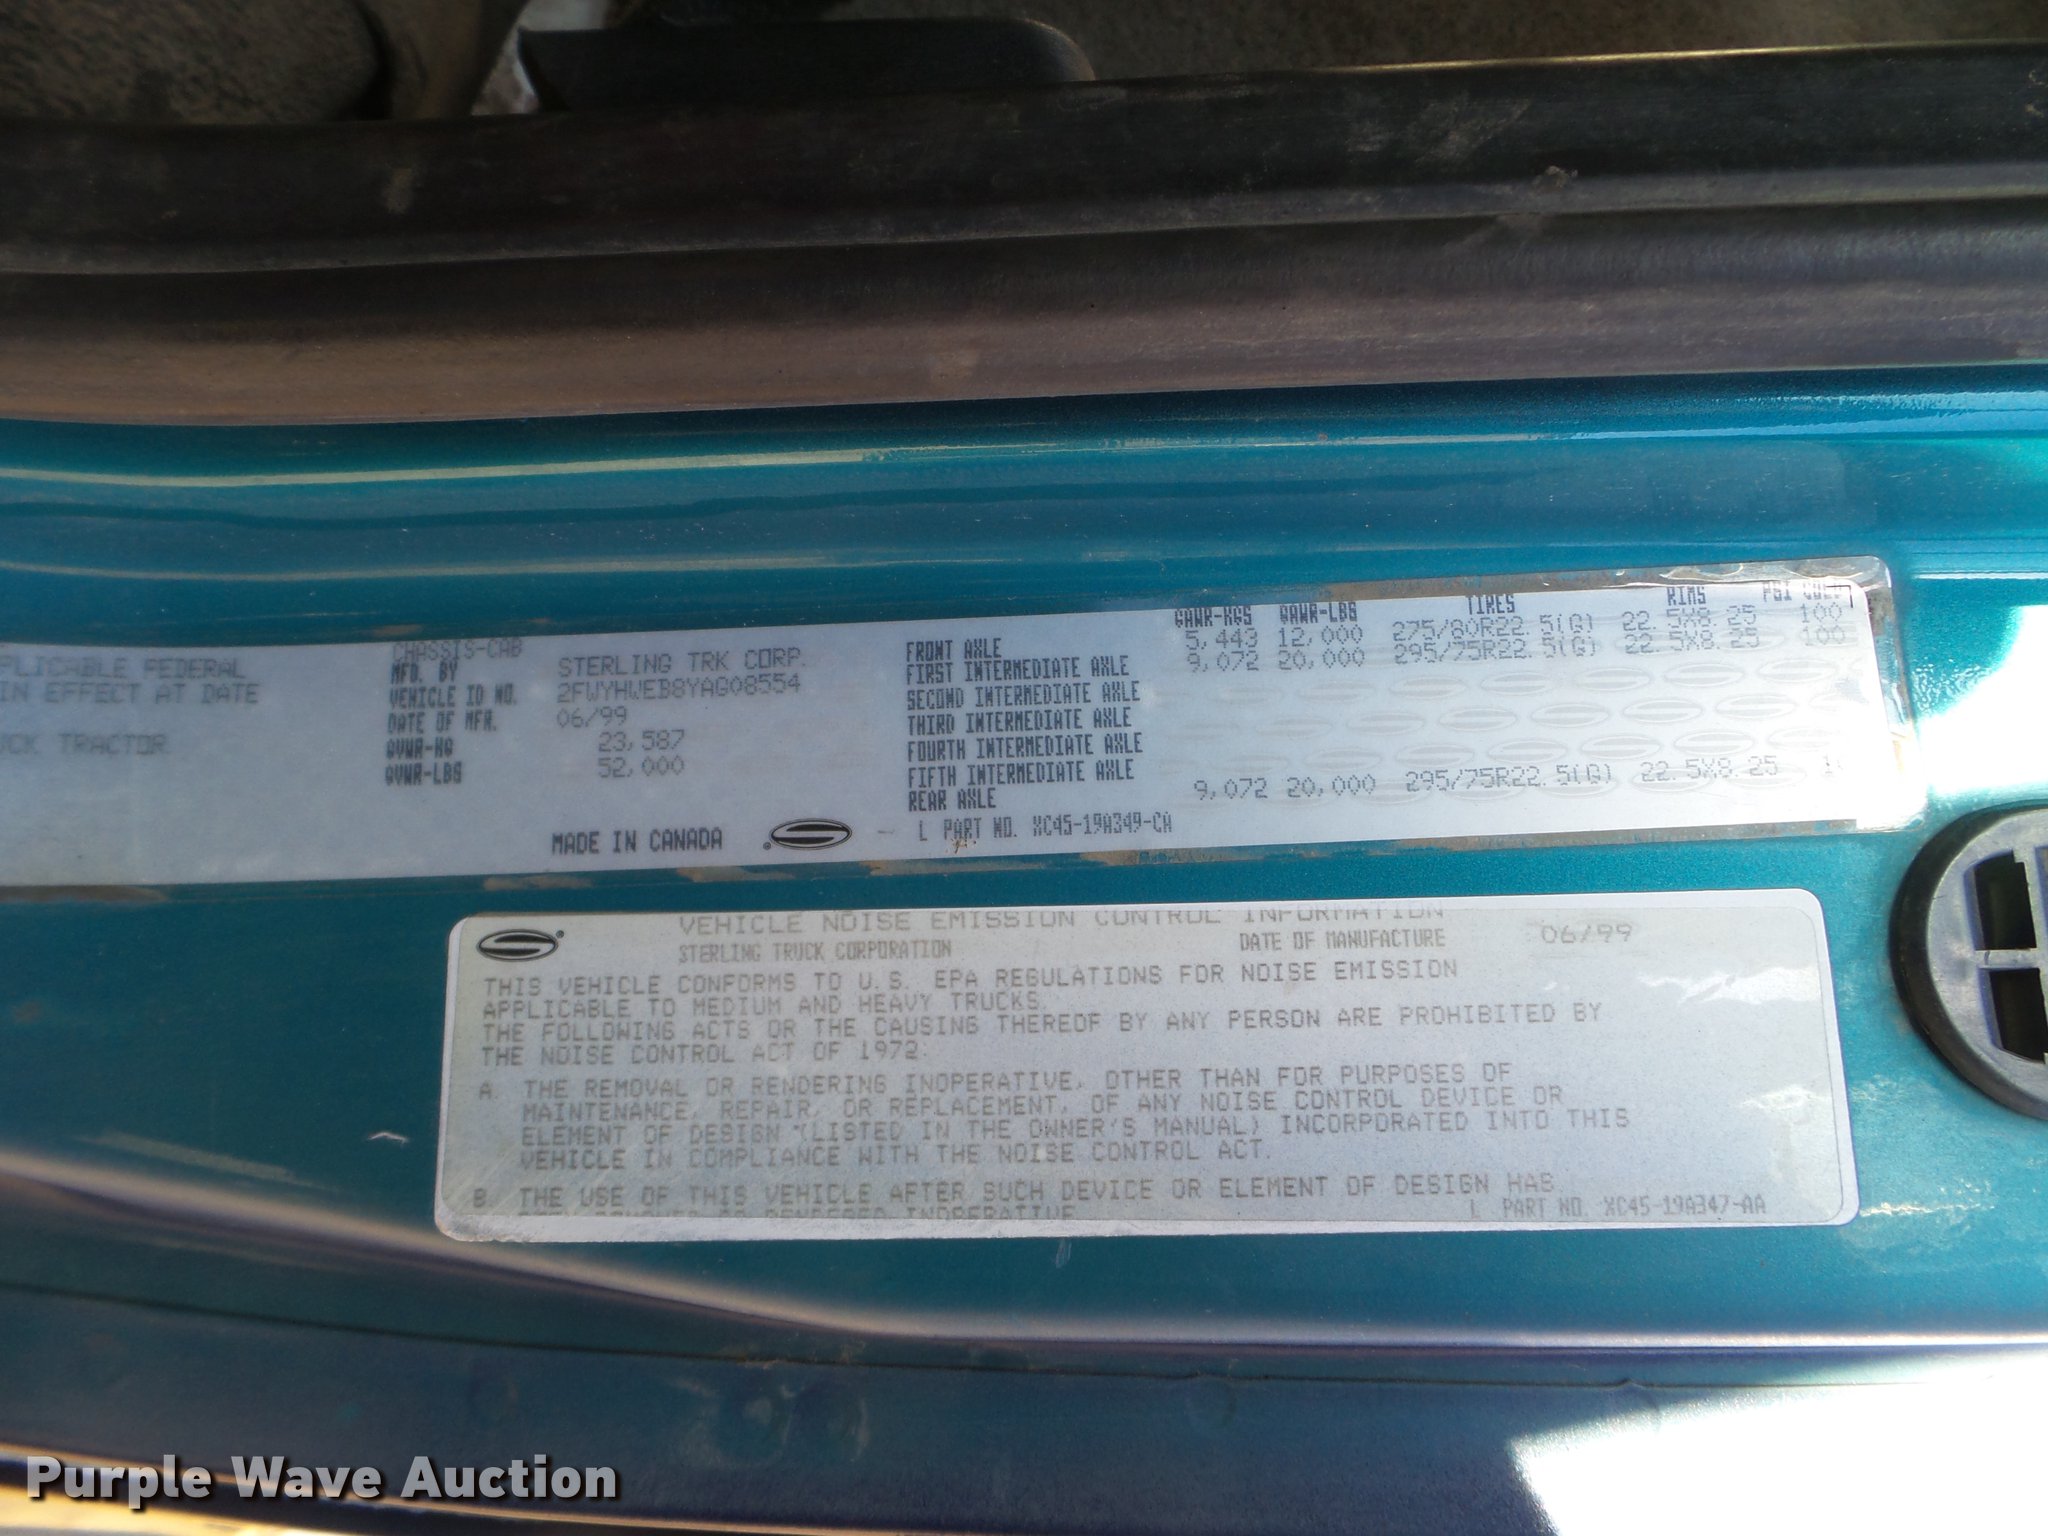 PLICABLE FEDERAL
IN EFFECT AT DATE
CK TRACTOR
CHASSIS-CAB
MFD. BY STERLING TRK CORP.
VEHICLE ID NO. 2FWYHWEB8YAG08554
DATE OF MFR. 06/99
GVWR-KG 23,587
GVWR-LBS 52,000
MADE IN CANADA
GAWR-KGS GAWR-LBS TIRES RIMS PSI COLD
FRONT AXLE 5,443 12,000 275/80R22.5(G) 22.5X8.25 100
FIRST INTERMEDIATE AXLE 9,072 20,000 295/75R22.5(G) 22.5X8.25 100
SECOND INTERMEDIATE AXLE
THIRD INTERMEDIATE AXLE
FOURTH INTERMEDIATE AXLE
FIFTH INTERMEDIATE AXLE
REAR AXLE 9,072 20,000 295/75R22.5(G) 22.5X8.25
L PART NO. XC45-19A349-CA
VEHICLE NOISE EMISSION CONTROL INFORMATION
STERLING TRUCK CORPORATION DATE OF MANUFACTURE 06/99
THIS VEHICLE CONFORMS TO U.S. EPA REGULATIONS FOR NOISE EMISSION
APPLICABLE TO MEDIUM AND HEAVY TRUCKS.
THE FOLLOWING ACTS OR THE CAUSING THEREOF BY ANY PERSON ARE PROHIBITED BY
THE NOISE CONTROL ACT OF 1972:
A. THE REMOVAL OR RENDERING INOPERATIVE, OTHER THAN FOR PURPOSES OF
MAINTENANCE, REPAIR, OR REPLACEMENT, OF ANY NOISE CONTROL DEVICE OR
ELEMENT OF DESIGN (LISTED IN THE OWNER'S MANUAL) INCORPORATED INTO THIS
VEHICLE IN COMPLIANCE WITH THE NOISE CONTROL ACT.
B. THE USE OF THIS VEHICLE AFTER SUCH DEVICE OR ELEMENT OF DESIGN HAS
BEEN REMOVED OR RENDERED INOPERATIVE
L PART NO. XC45-19A347-AA
Purple Wave Auction